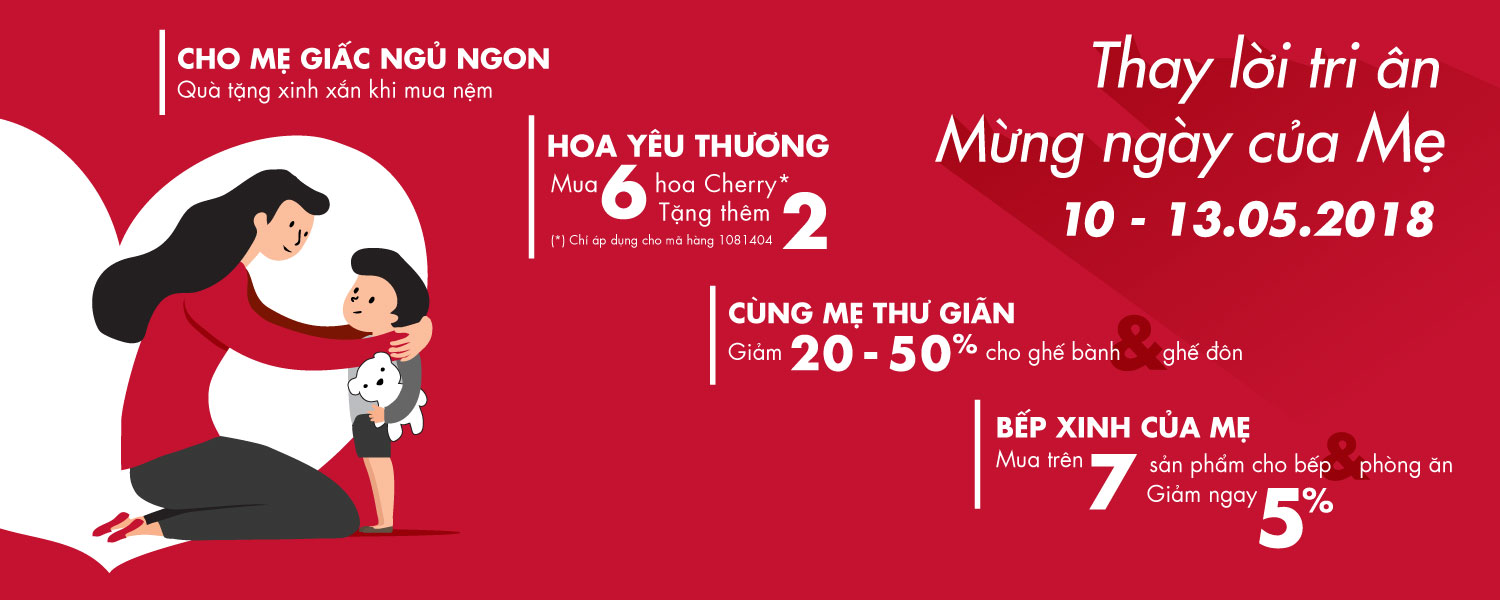 CHO MẸ GIẤC NGỦ NGON
Quà tặng xinh xắn khi mua nệm
HOA YÊU THƯƠNG
Mua 6 hoa Cherry*
Tặng thêm 2
(*) Chỉ áp dụng cho mã hàng 1081404
Thay lời tri ân
Mừng ngày của Mẹ
10 - 13.05.2018
CÙNG MẸ THƯ GIÃN
Giảm 20 - 50% cho ghế bành & ghế đôn
BẾP XINH CỦA MẸ
Mua trên 7 sản phẩm cho bếp & phòng ăn
Giảm ngay 5%